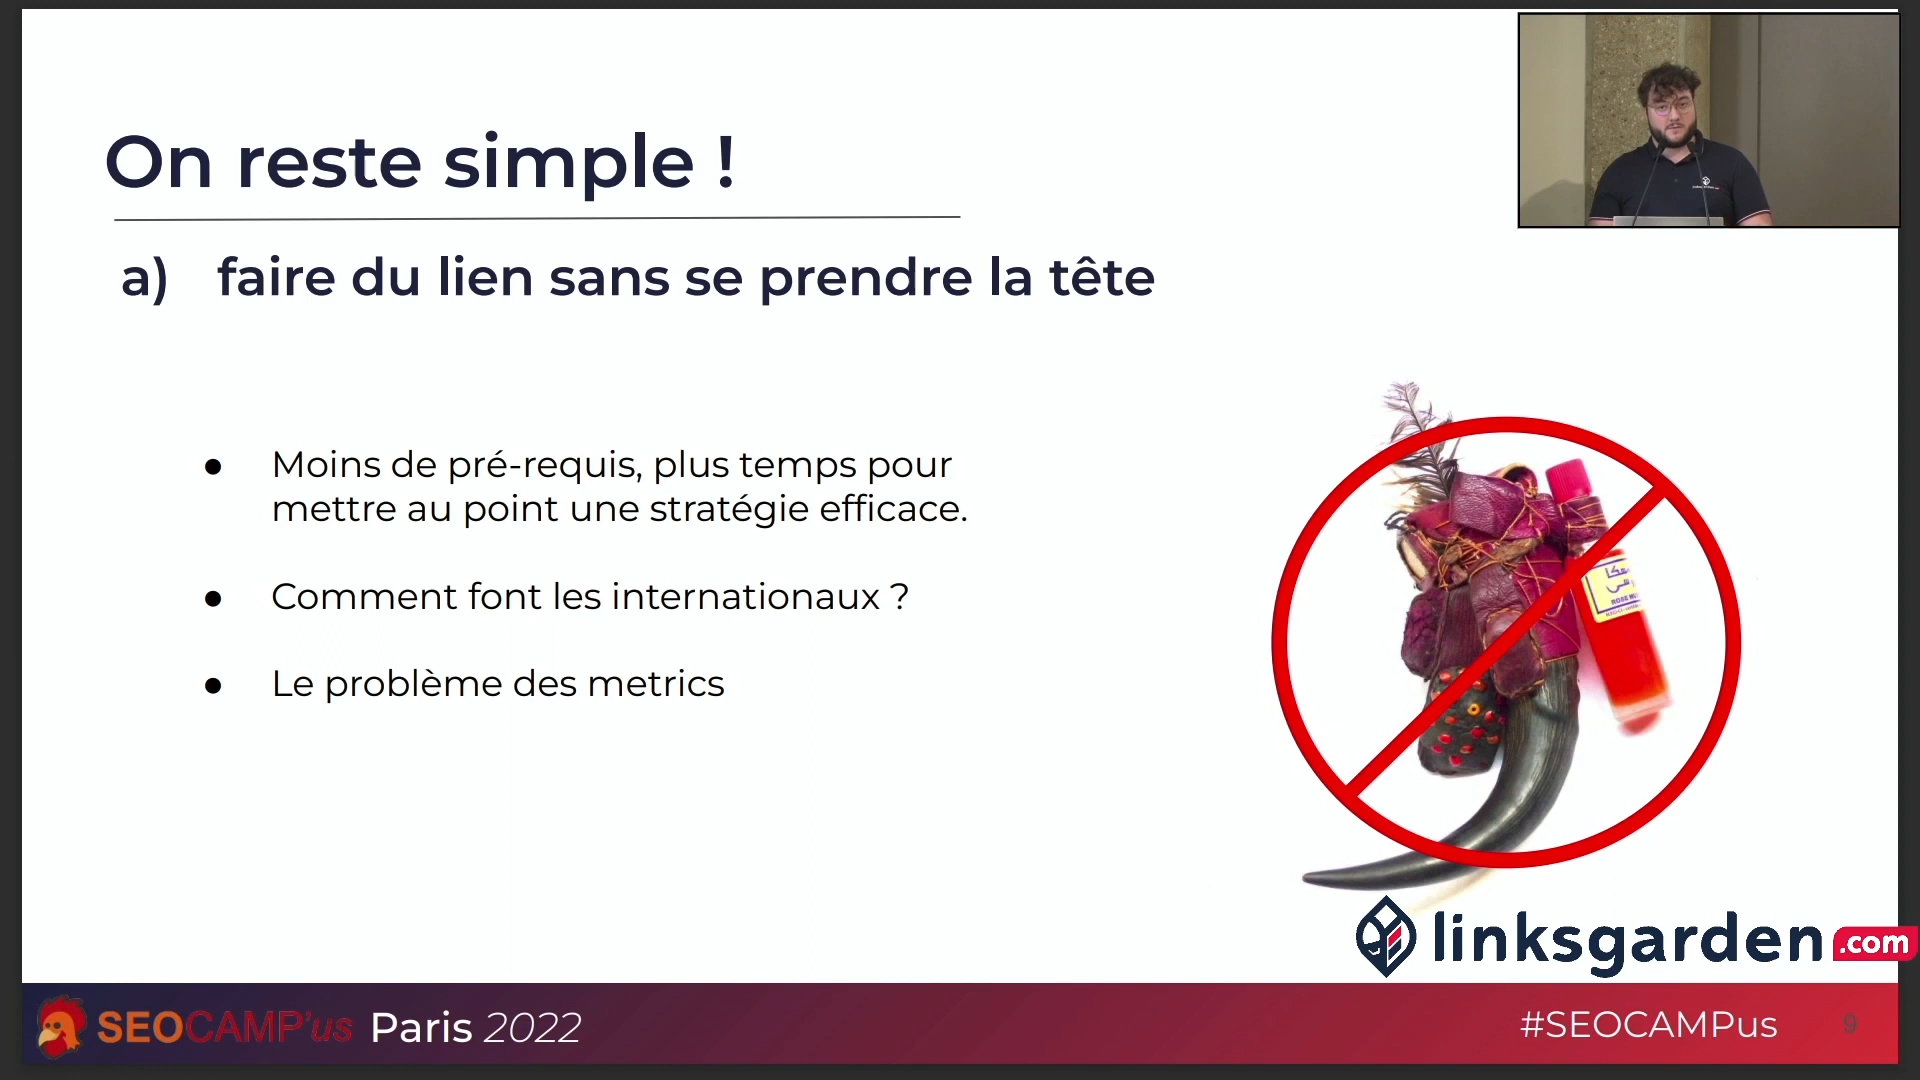 On reste simple !
a) faire du lien sans se prendre la tête
● Moins de pré-requis, plus temps pour
mettre au point une stratégie efficace.
● Comment font les internationaux ?
● Le problème des metrics
linksgarden.com
SEOCAMP'us Paris 2022
#SEOCAMPus 9